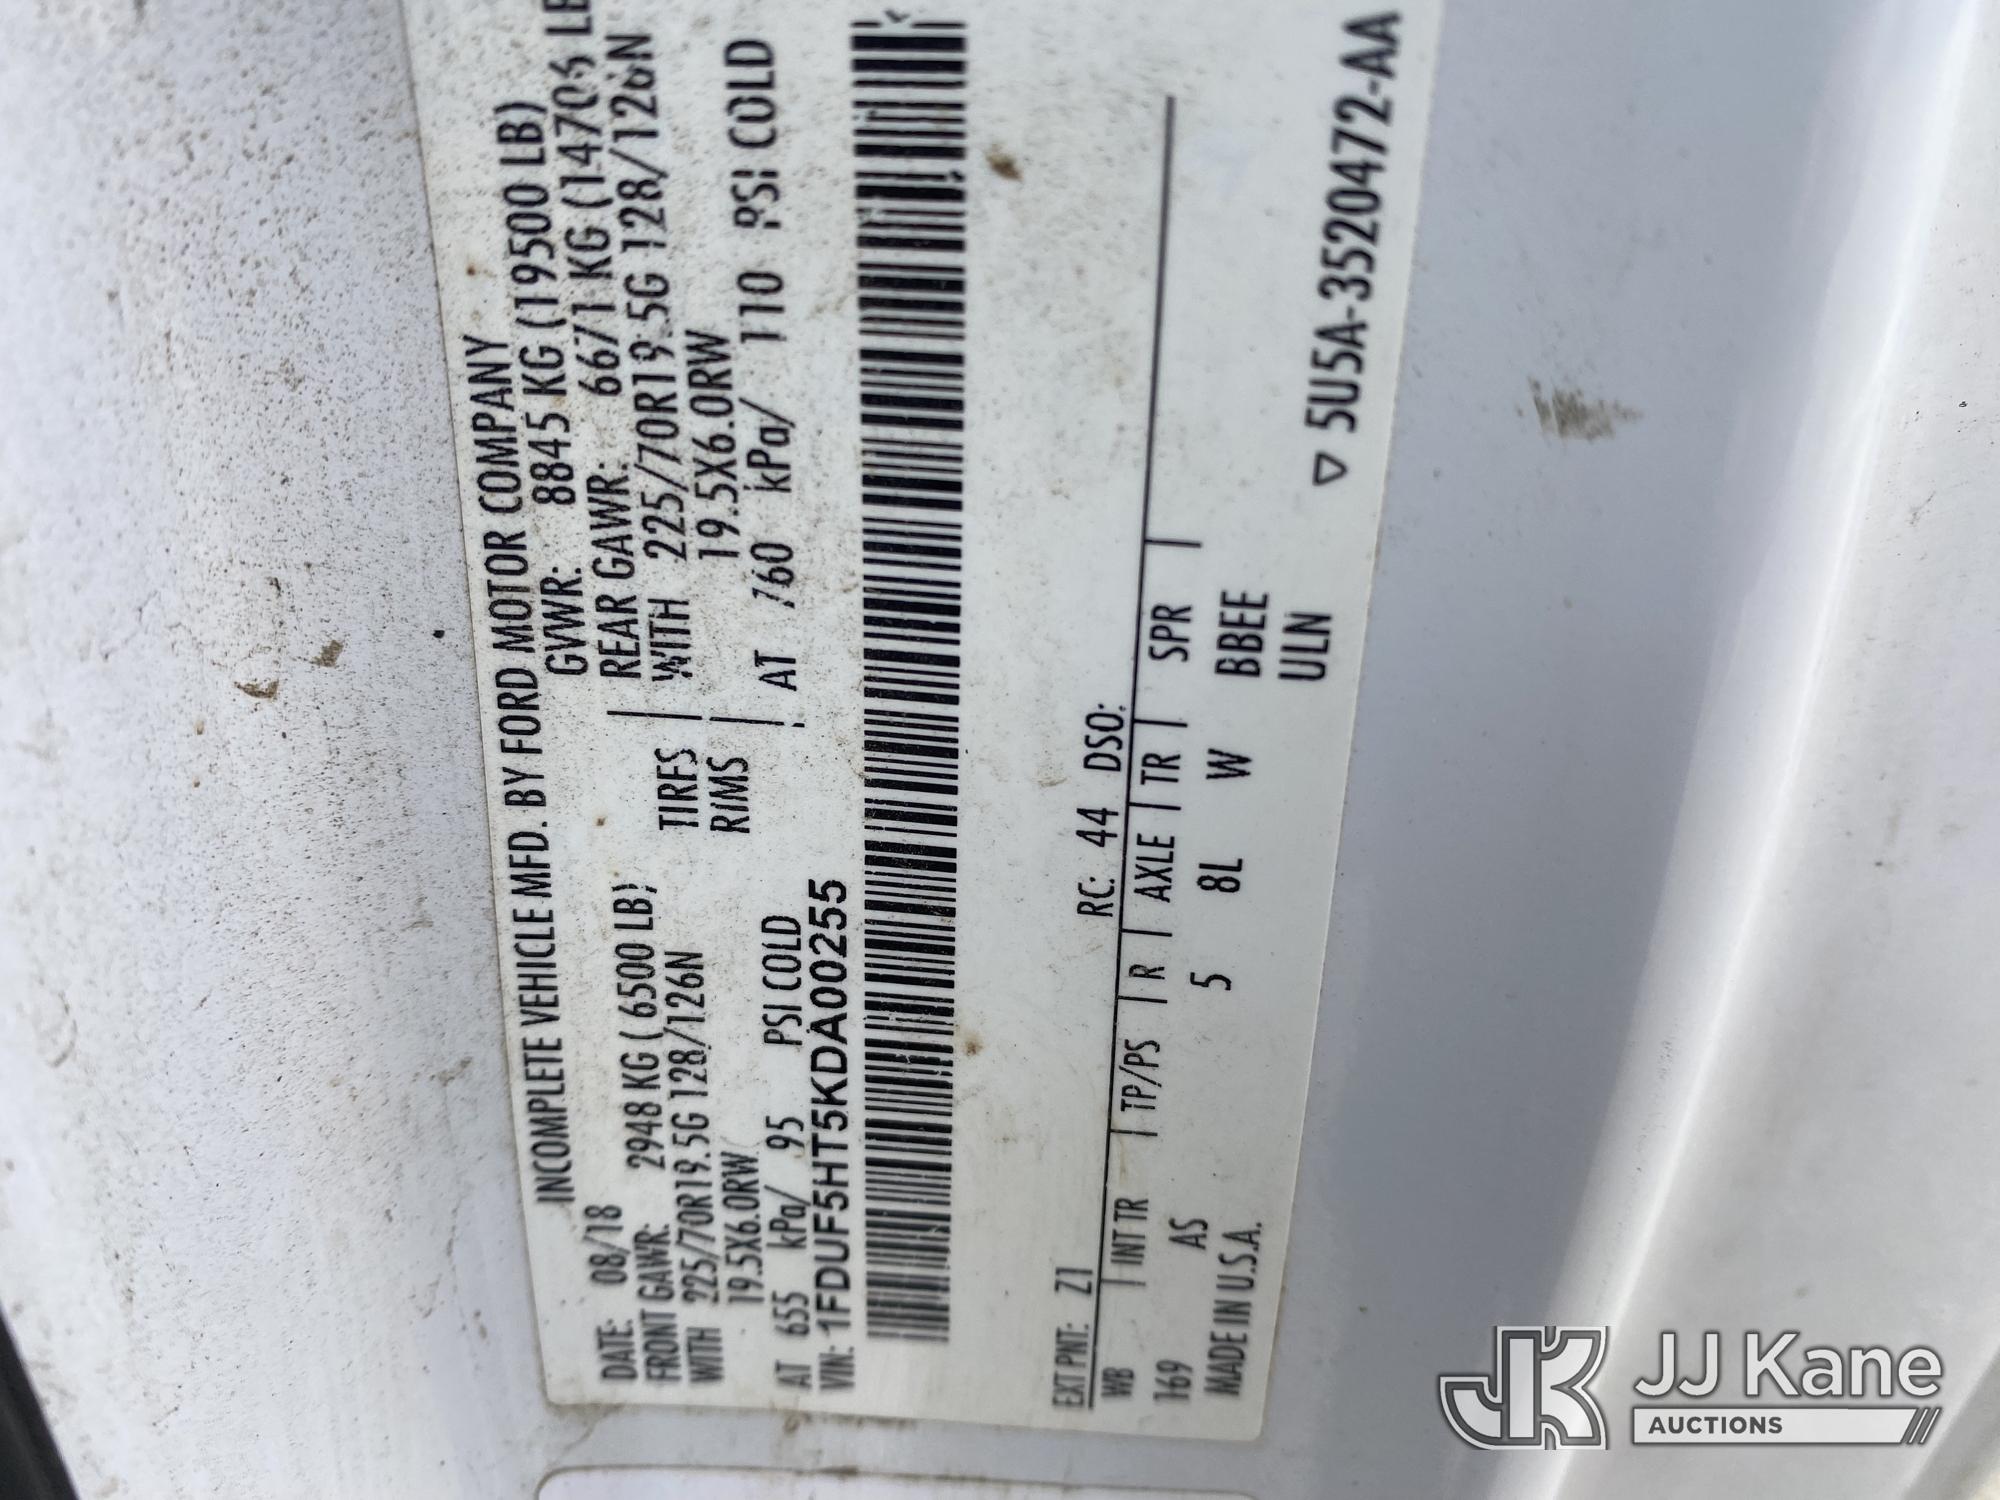 INCOMPLETE VEHICLE MFD. BY FORD MOTOR COMPANY
DATE: 08/18 GVWR: 8845 KG (19500 LB)
FRONT GAWR: 2948 KG (6500 LB) REAR GAWR: 6671 KG (14706 LB
WITH 225/70R19.5G 128/126N TIRES WITH 225/70R19.5G 128/126N
19.5X6.0RW RIMS 19.5X6.0RW
AT 655 kPa/ 95 PSI COLD AT 760 kPa/ 110 PSI COLD
VIN: 1FDUF5HT5KDA00255
EXT PNT: Z1 RC: 44 DSO:
WB | INT TR | TP/PS | R | AXLE | TR | SPR |
169 AS 5 8L W BBEE
MADE IN U.S.A. ULN
▽ 5U5A-3520472-AA
JK JJ Kane
AUCTIONS